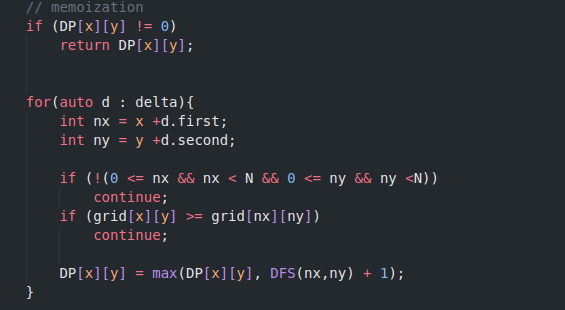 // memoization
if (DP[x][y] != 0)
    return DP[x][y];
for(auto d : delta){
    int nx = x +d.first;
    int ny = y +d.second;
    if (!(0 <= nx && nx < N && 0 <= ny && ny <N))
        continue;
    if (grid[x][y] >= grid[nx][ny])
        continue;
    DP[x][y] = max(DP[x][y], DFS(nx,ny) + 1);
}